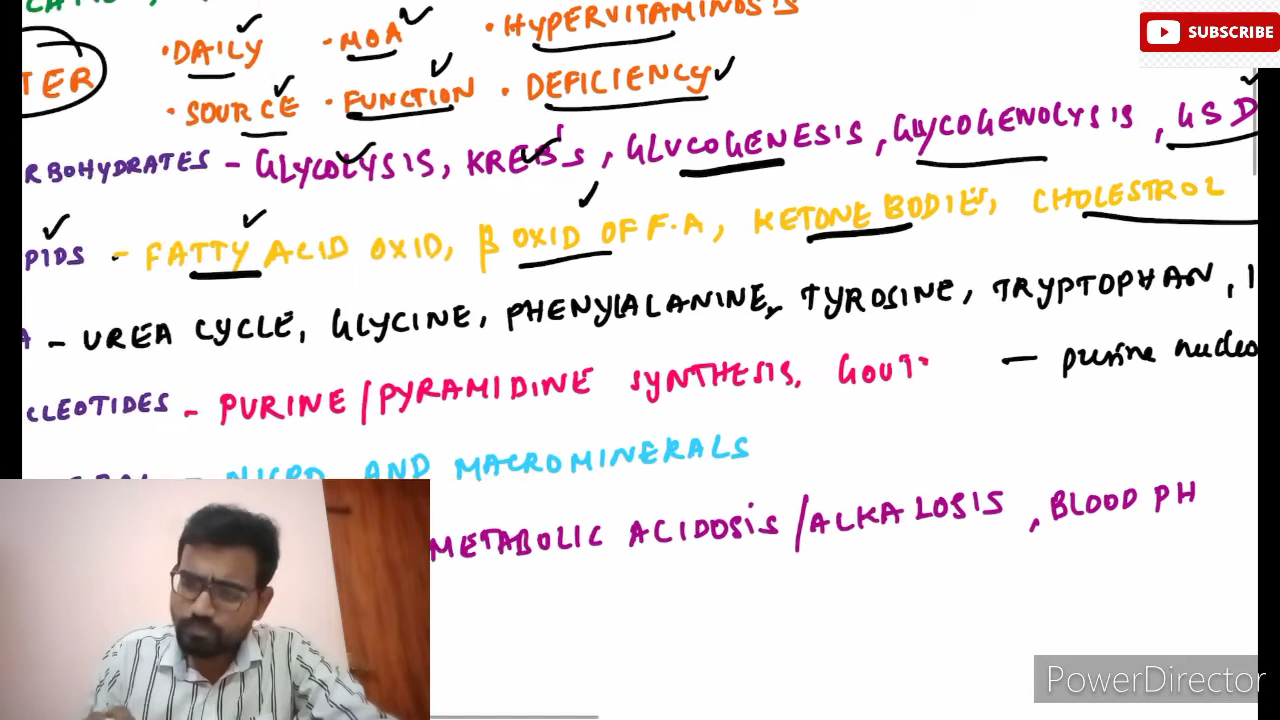 SUBSCRIBE
· DAILY · MOA · HYPERVITAMINOSIS
TER
· SOURCE · FUNCTION · DEFICIENCY
RBOHYDRATES - GLYCOLYSIS, KREB'S, GLUCOGENESIS, GLYCOGENOLYSIS, GSD
PIDS - FATTY ACID OXID, β OXID OF F.A, KETONE BODIES, CHOLESTROL
- UREA CYCLE, GLYCINE, PHENYLALANINE, TYROSINE, TRYPTOPHAN,
CLEOTIDES - PURINE/PYRAMIDINE SYNTHESIS, GOUT - purine nucleo
AND MACROMINERALS
METABOLIC ACIDOSIS/ALKALOSIS, BLOOD PH
PowerDirector